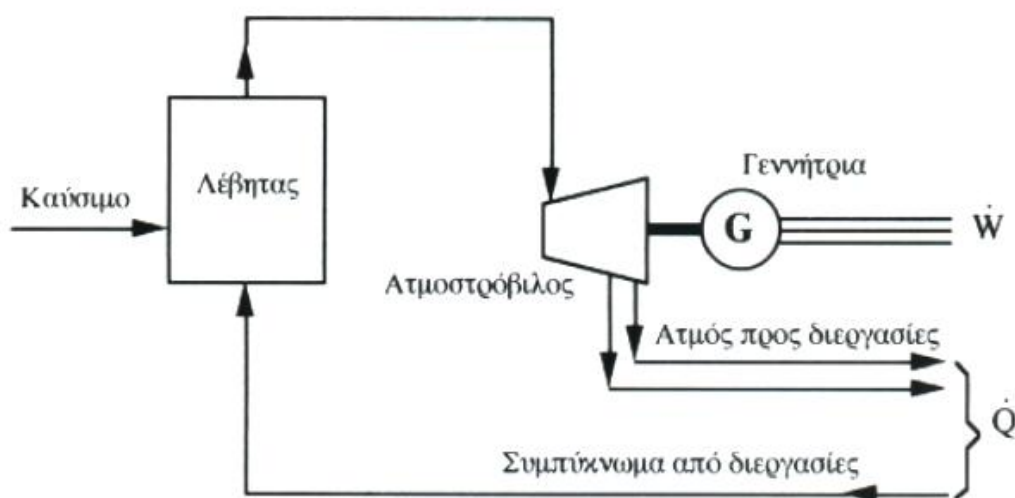 Καύσιμο
Λέβητας
Ατμοστρόβιλος
Γεννήτρια
G
Ẇ
Ατμός προς διεργασίες
Q̇
Συμπύκνωμα από διεργασίες